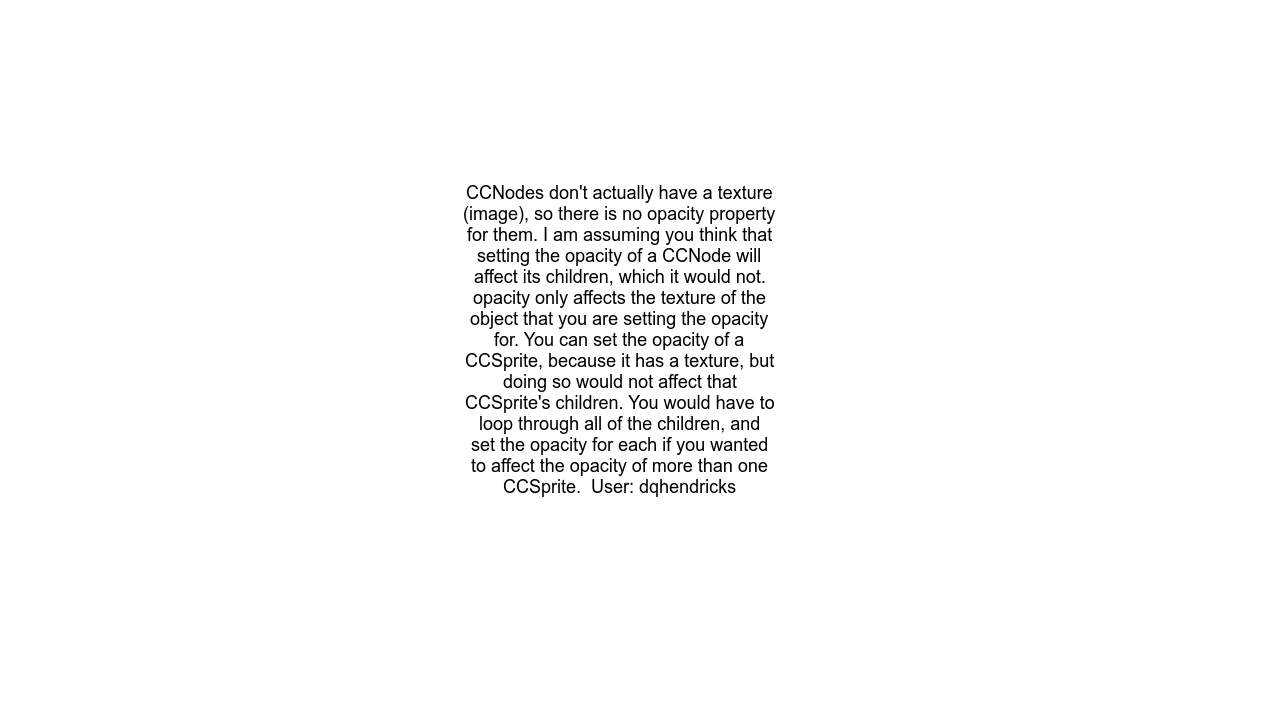 CCNodes don't actually have a texture
(image), so there is no opacity property
for them. I am assuming you think that
setting the opacity of a CCNode will
affect its children, which it would not.
opacity only affects the texture of the
object that you are setting the opacity
for. You can set the opacity of a
CCSprite, because it has a texture, but
doing so would not affect that
CCSprite's children. You would have to
loop through all of the children, and
set the opacity for each if you wanted
to affect the opacity of more than one
CCSprite.  User: dqhendricks